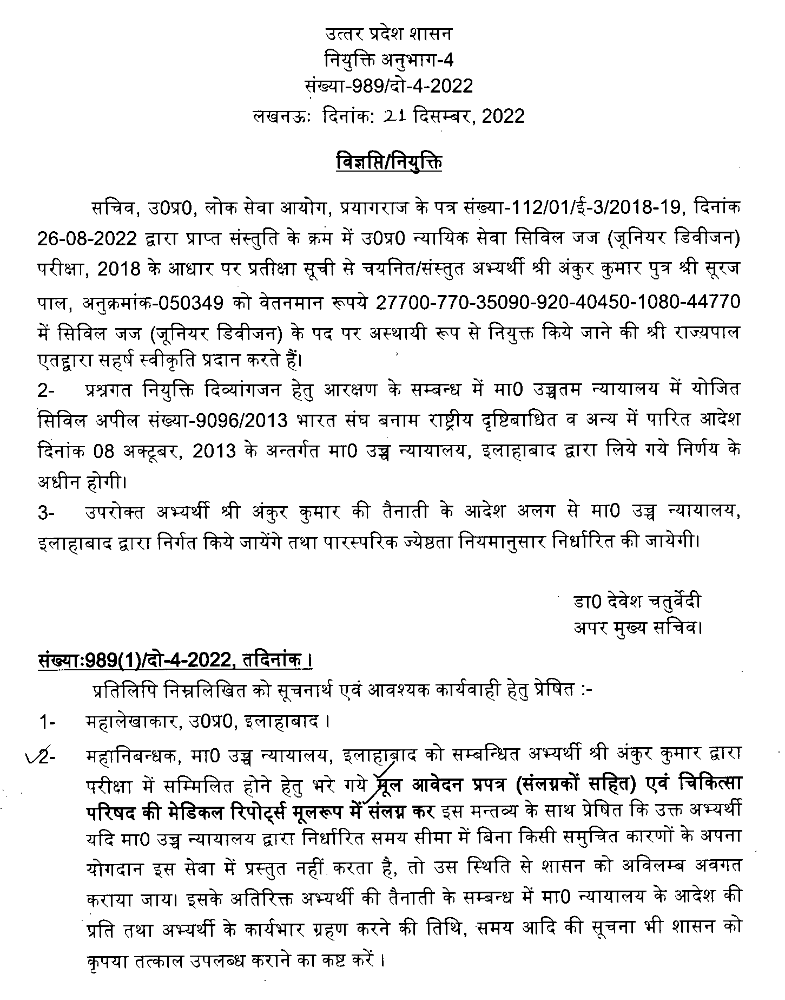 उत्तर प्रदेश शासन
नियुक्ति अनुभाग-4
संख्या-989/दो-4-2022
लखनऊः दिनांक: 21 दिसम्बर, 2022
विज्ञप्ति/नियुक्ति
सचिव, उ0प्र0, लोक सेवा आयोग, प्रयागराज के पत्र संख्या-112/01/ई-3/2018-19, दिनांक
26-08-2022 द्वारा प्राप्त संस्तुति के क्रम में उ0प्र0 न्यायिक सेवा सिविल जज (जूनियर डिवीजन)
परीक्षा, 2018 के आधार पर प्रतीक्षा सूची से चयनित/संस्तुत अभ्यर्थी श्री अंकुर कुमार पुत्र श्री सूरज
पाल, अनुक्रमांक-050349 को वेतनमान रूपये 27700-770-35090-920-40450-1080-44770
में सिविल जज (जूनियर डिवीजन) के पद पर अस्थायी रूप से नियुक्त किये जाने की श्री राज्यपाल
एतद्द्वारा सहर्ष स्वीकृति प्रदान करते हैं।
2- प्रश्नगत नियुक्ति दिव्यांगजन हेतु आरक्षण के सम्बन्ध में मा0 उच्चतम न्यायालय में योजित
सिविल अपील संख्या-9096/2013 भारत संघ बनाम राष्ट्रीय दृष्टिबाधित व अन्य में पारित आदेश
दिनांक 08 अक्टूबर, 2013 के अन्तर्गत मा0 उच्च न्यायालय, इलाहाबाद द्वारा लिये गये निर्णय के
अधीन होगी।
3- उपरोक्त अभ्यर्थी श्री अंकुर कुमार की तैनाती के आदेश अलग से मा0 उच्च न्यायालय,
इलाहाबाद द्वारा निर्गत किये जायेंगे तथा पारस्परिक ज्येष्ठता नियमानुसार निर्धारित की जायेगी।
डा0 देवेश चतुर्वेदी
अपर मुख्य सचिव।
संख्याः989(1)/दो-4-2022, तदिनांक ।
प्रतिलिपि निम्नलिखित को सूचनार्थ एवं आवश्यक कार्यवाही हेतु प्रेषित :-
1- महालेखाकार, उ0प्र0, इलाहाबाद ।
2- महानिबन्धक, मा0 उच्च न्यायालय, इलाहाबाद को सम्बन्धित अभ्यर्थी श्री अंकुर कुमार द्वारा
परीक्षा में सम्मिलित होने हेतु भरे गये मूल आवेदन प्रपत्र (संलग्नकों सहित) एवं चिकित्सा
परिषद की मेडिकल रिपोर्ट्स मूलरूप में संलग्न कर इस मन्तव्य के साथ प्रेषित कि उक्त अभ्यर्थी
यदि मा0 उच्च न्यायालय द्वारा निर्धारित समय सीमा में बिना किसी समुचित कारणों के अपना
योगदान इस सेवा में प्रस्तुत नहीं करता है, तो उस स्थिति से शासन को अविलम्ब अवगत
कराया जाय। इसके अतिरिक्त अभ्यर्थी की तैनाती के सम्बन्ध में मा0 न्यायालय के आदेश की
प्रति तथा अभ्यर्थी के कार्यभार ग्रहण करने की तिथि, समय आदि की सूचना भी शासन को
कृपया तत्काल उपलब्ध कराने का कष्ट करें ।